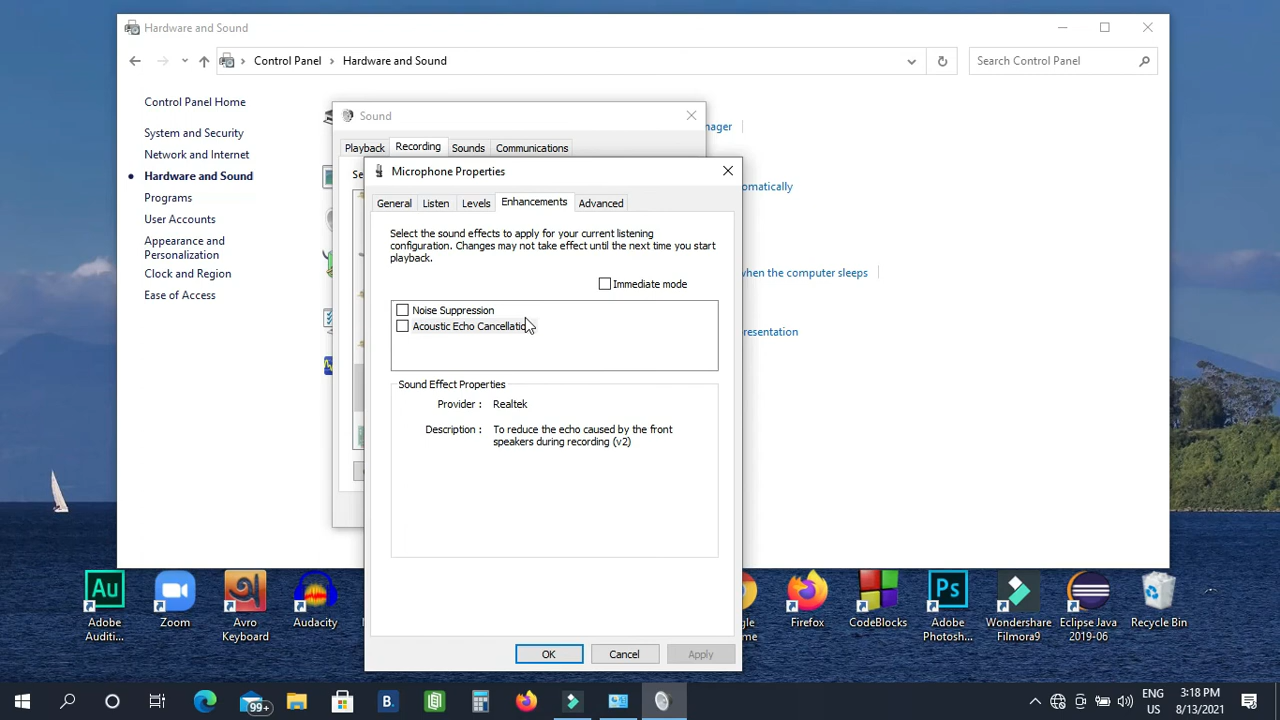 Hardware and Sound
Control Panel
Hardware and Sound
Search Control Panel
Control Panel Home
System and Security
Network and Internet
Hardware and Sound
Programs
User Accounts
Appearance and
Personalization
Clock and Region
Ease of Access
Sound
Playback
Recording
Sounds
Communications
Se
Microphone Properties
General
Listen
Levels
Enhancements
Advanced
Select the sound effects to apply for your current listening
configuration. Changes may not take effect until the next time you start
playback.
Immediate mode
Noise Suppression
Acoustic Echo Cancellatio
Sound Effect Properties
Provider : Realtek
Description : To reduce the echo caused by the front
speakers during recording (v2)
OK
Cancel
Apply
nager
omatically
when the computer sleeps
resentation
Au
Adobe
Auditi...
Zoom
Avro
Keyboard
Audacity
gle
me
Firefox
CodeBlocks
Ps
Adobe
Photosh...
Wondershare
Filmora9
Eclipse Java
2019-06
Recycle Bin
99+
B.
ENG
US
3:18 PM
8/13/2021